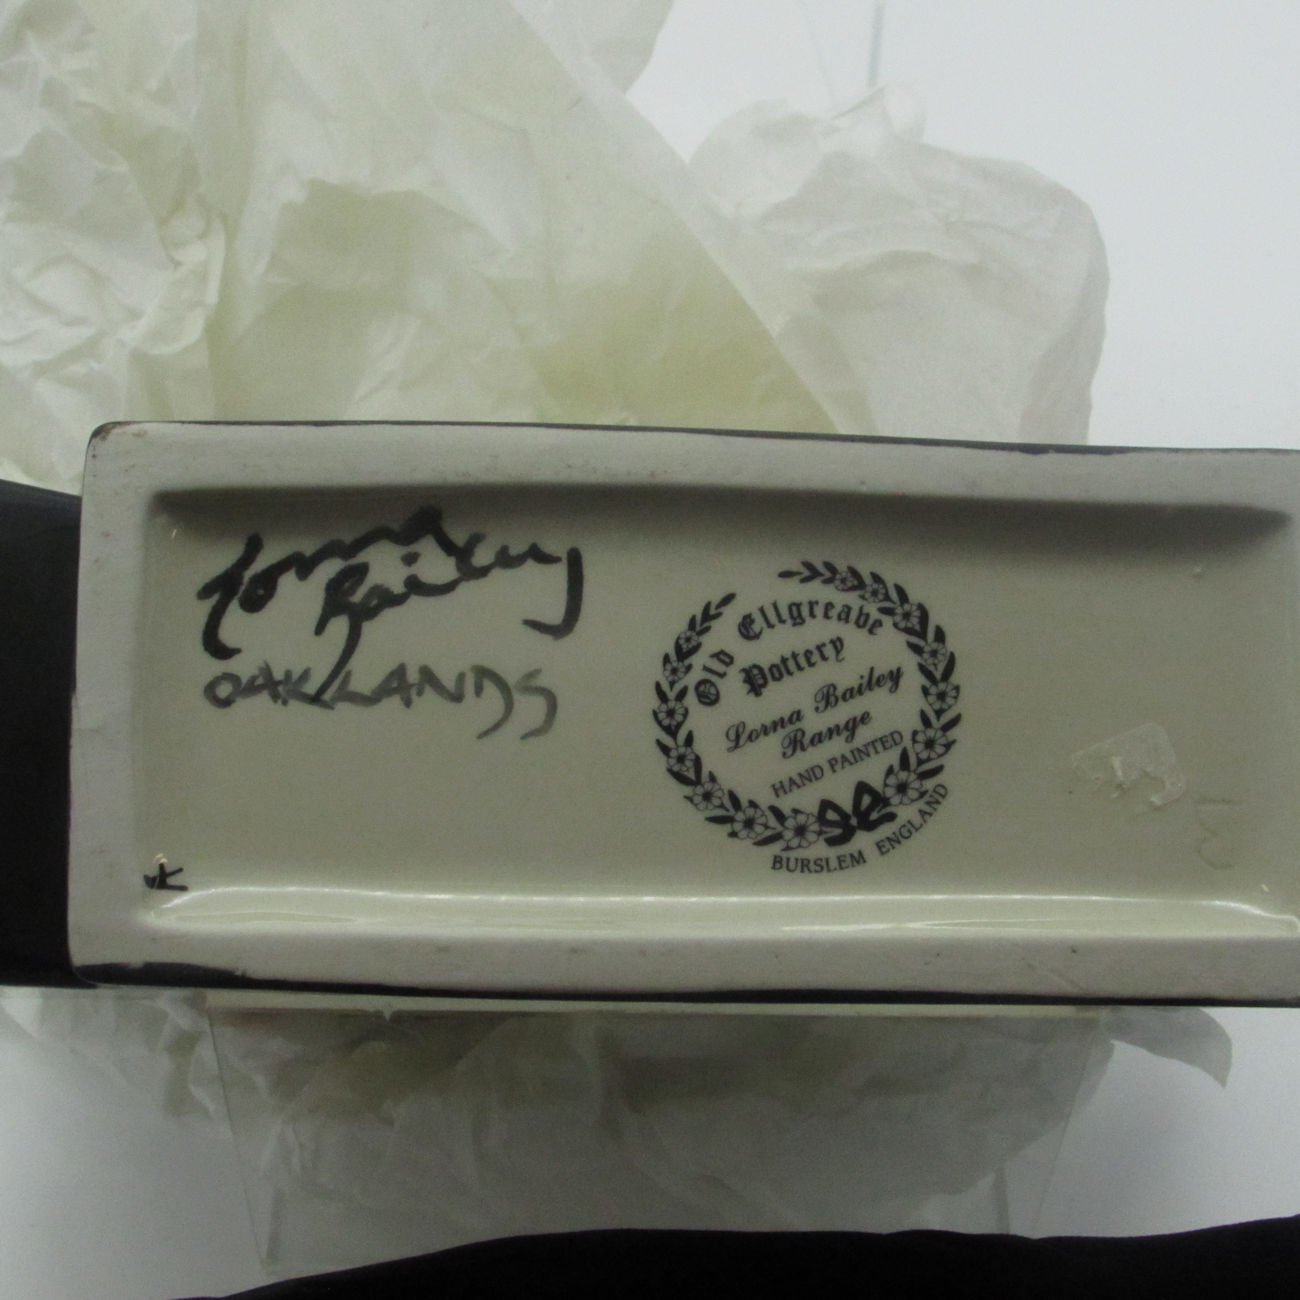 Lorna
Bailey
OAKLANDS
Old Ellgreave
Pottery
Lorna Bailey
Range
HAND PAINTED
BURSLEM ENGLAND